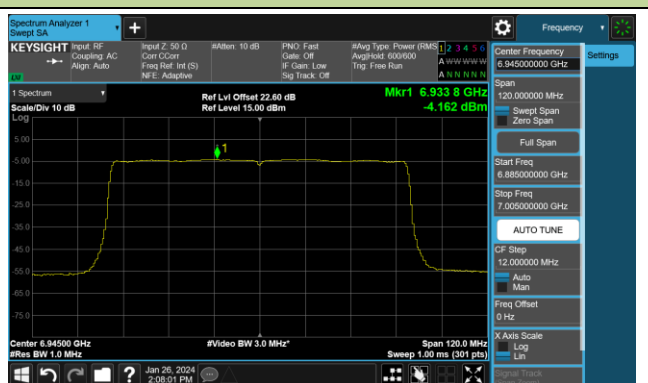 Spectrum Analyzer 1
Swept SA
+
Frequency
KEYSIGHT
Input: RF
Coupling: AC
Align: Auto
Input Z: 50 Ω
Corr CCorr
Freq Ref: Int (S)
NFE: Adaptive
#Atten: 10 dB
PNO: Fast
Gate: Off
IF Gain: Low
Sig Track: Off
#Avg Type: Power (RMS
Avg|Hold: 600/600
Trig: Free Run
1 2 3 4 5 6
A W W W W W
A N N N N N
LXI
1 Spectrum
Scale/Div 10 dB
Log
Ref Lvl Offset 22.60 dB
Ref Level 15.00 dBm
Mkr1 6.933 8 GHz
-4.162 dBm
1
5.00
-5.00
-15.0
-25.0
-35.0
-45.0
-55.0
-65.0
-75.0
Center 6.94500 GHz
#Res BW 1.0 MHz
#Video BW 3.0 MHz*
Span 120.0 MHz
Sweep 1.00 ms (301 pts)
?
Jan 26, 2024
2:08:01 PM
Center Frequency
6.945000000 GHz
Settings
Span
120.000000 MHz
Swept Span
Zero Span
Full Span
Start Freq
6.885000000 GHz
Stop Freq
7.005000000 GHz
AUTO TUNE
CF Step
12.000000 MHz
Auto
Man
Freq Offset
0 Hz
X Axis Scale
Log
Lin
Signal Track